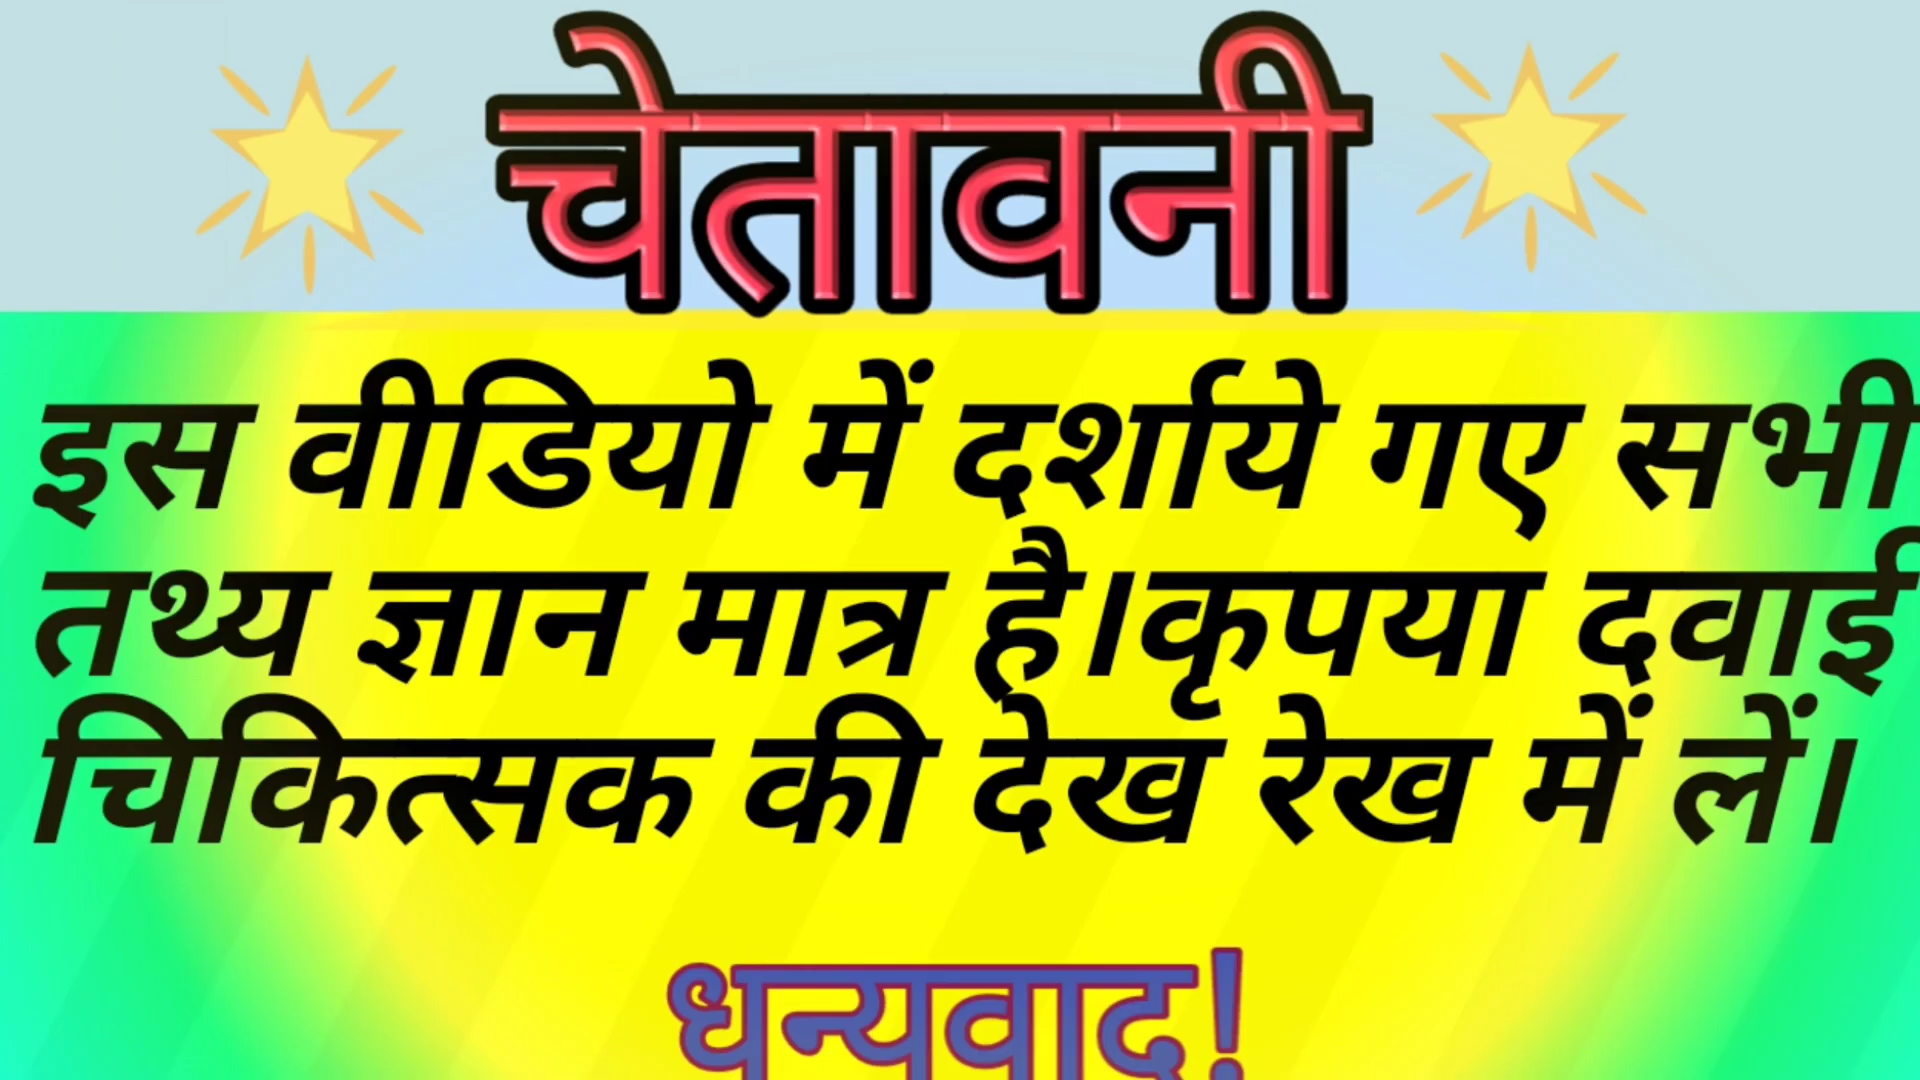 चेतावनी
इस वीडियो में दर्शाये गए सभी
तथ्य ज्ञान मात्र है।कृपया दवाई
चिकित्सक की देख रेख में लें।
धन्यवाद!